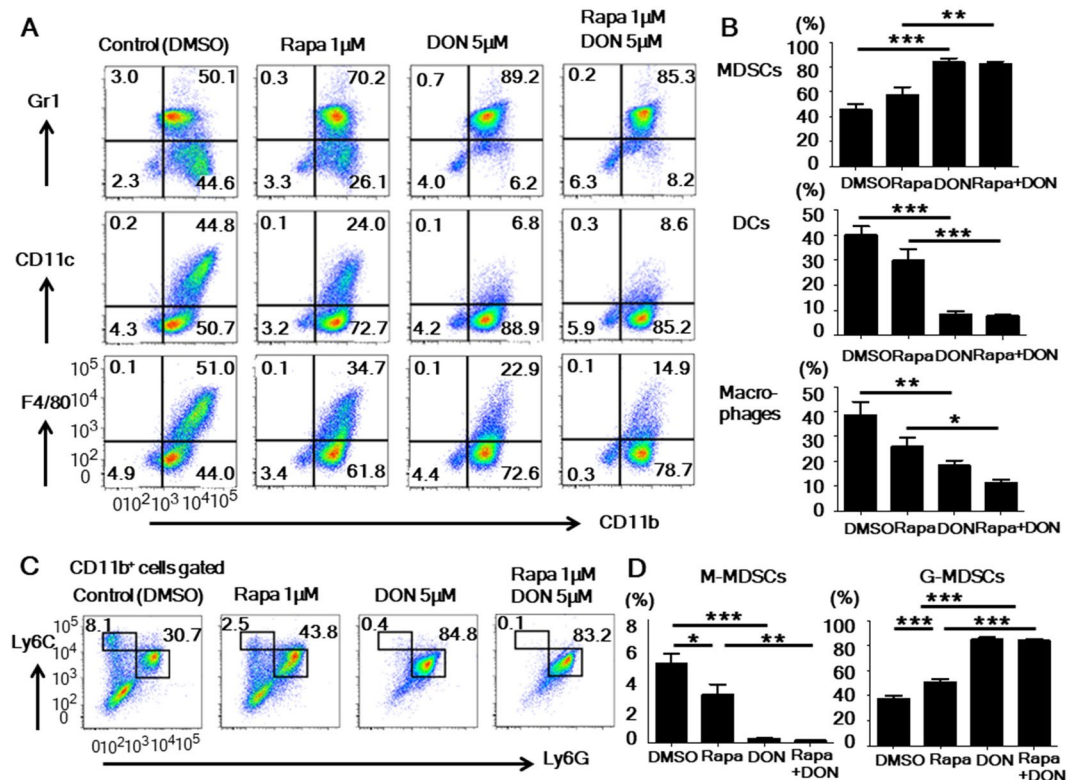 A
Control (DMSO)
Rapa 1μM
DON 5μM
Rapa 1μM
DON 5μM
Gr1
3.0 50.1
2.3 44.6
0.3 70.2
3.3 26.1
0.7 89.2
4.0 6.2
0.2 85.3
6.3 8.2
CD11c
0.2 44.8
4.3 50.7
0.1 24.0
3.2 72.7
0.1 6.8
4.2 88.9
0.3 8.6
5.9 85.2
F4/80
10⁵
10⁴
10³
10²
0
0.1 51.0
4.9 44.0
0.1 34.7
3.4 61.8
0.1 22.9
4.4 72.6
0.1 14.9
0.3 78.7
010²10³ 10⁴10⁵
CD11b
B
(%)
MDSCs
100
80
60
40
20
0
***
**
DMSO Rapa DON Rapa+DON
(%)
DCs
50
40
30
20
10
0
***
***
DMSO Rapa DON Rapa+DON
(%)
Macro-
phages
50
40
30
20
10
0
**
*
DMSO Rapa DON Rapa+DON
C
CD11b⁺ cells gated
Control (DMSO)
Rapa 1μM
DON 5μM
Rapa 1μM
DON 5μM
Ly6C
10⁵
10⁴
10³
10²
0
8.1 30.7
2.5 43.8
0.4 84.8
0.1 83.2
010²10³10⁴10⁵
Ly6G
D
M-MDSCs
(%)
8
6
4
2
0
***
* **
DMSO Rapa DON Rapa
+DON
G-MDSCs
(%)
100
80
60
40
20
0
***
*** ***
DMSO Rapa DON Rapa
+DON